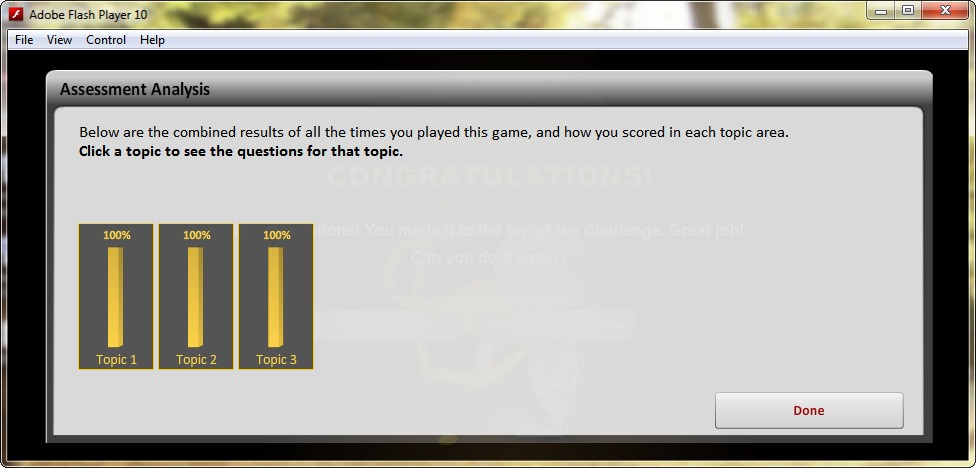 Adobe Flash Player 10
File View Control Help
Assessment Analysis
Below are the combined results of all the times you played this game, and how you scored in each topic area.
Click a topic to see the questions for that topic.
CONGRATULATIONS!
tions! You made it to the top of the Challenge. Great job!
Can you do it again?
100% 100% 100%
Topic 1 Topic 2 Topic 3
Done